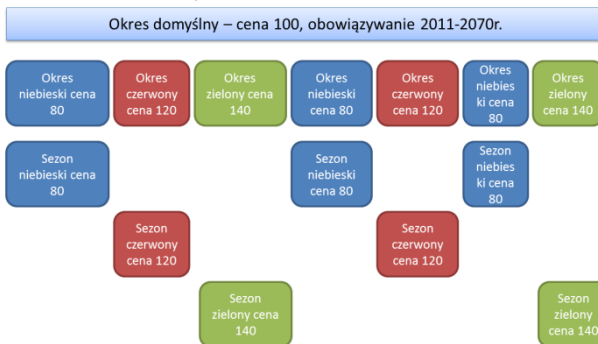 Okres domyślny – cena 100, obowiązywanie 2011-2070r.
Okres
niebieski cena
80
Okres
czerwony
cena 120
Okres
zielony cena
140
Okres
niebieski
cena 80
Okres
czerwony
cena 120
Okres
niebies
ki cena
80
Okres
zielony
cena 140
Sezon
niebieski cena
80
Sezon
niebieski
cena 80
Sezon
niebies
ki cena
80
Sezon
czerwony
cena 120
Sezon
czerwony
cena 120
Sezon
zielony cena
140
Sezon
zielony
cena 140